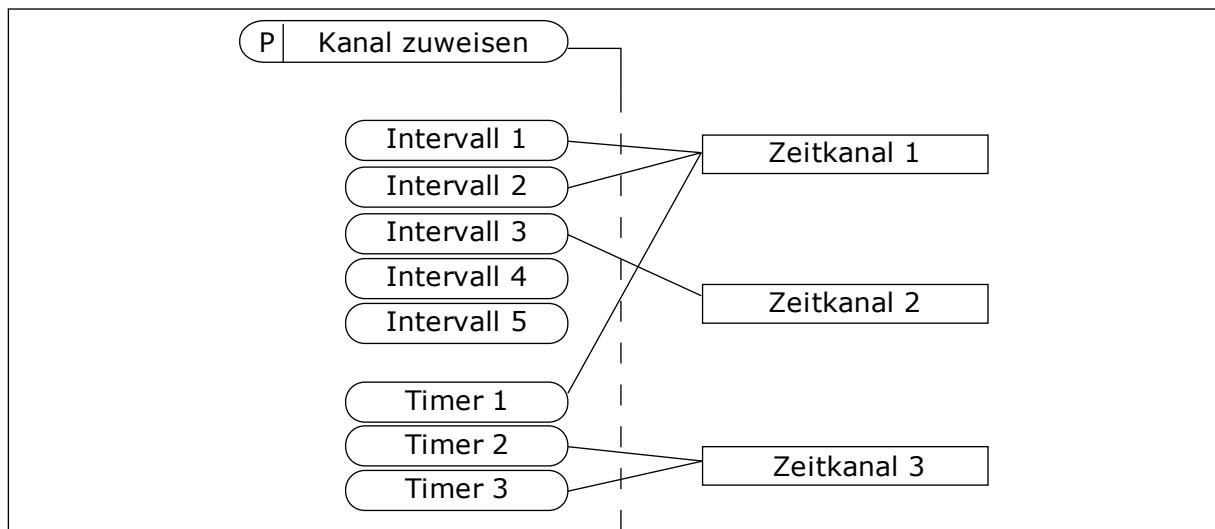 P Kanal zuweisen
Intervall 1
Zeitkanal 1
Intervall 2
Intervall 3
Intervall 4
Zeitkanal 2
Intervall 5
Timer 1
Timer 2
Zeitkanal 3
Timer 3